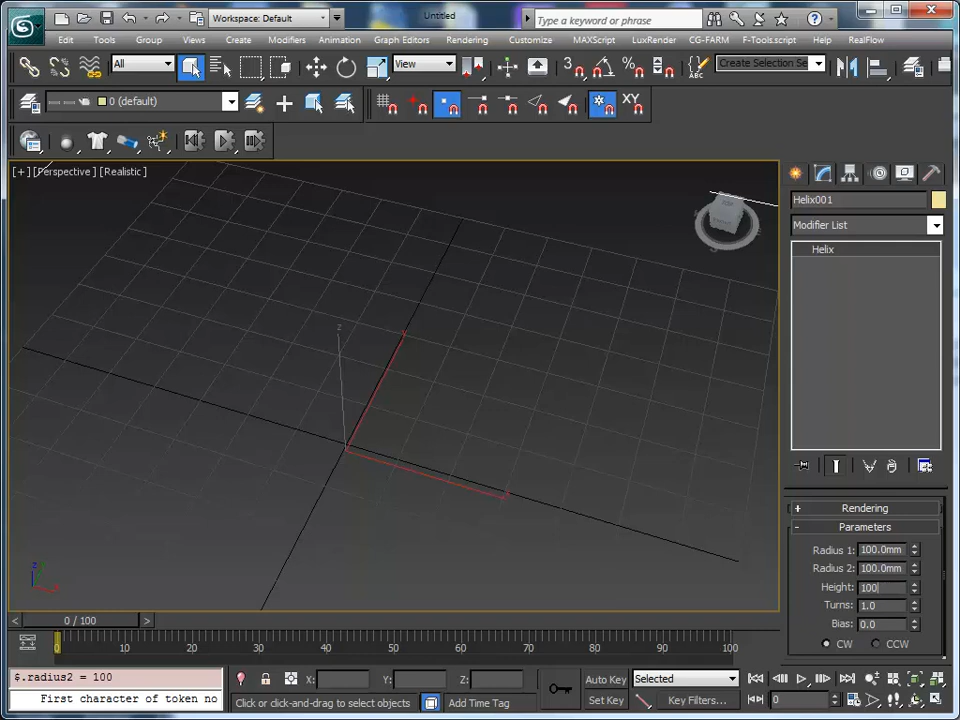 Workspace: Default
Untitled
Type a keyword or phrase
Edit Tools Group Views Create Modifiers Animation Graph Editors Rendering Customize MAXScript LuxRender CG-FARM F-Tools.script Help RealFlow
All
View
3
%
ABC
Create Selection Se
0 (default)
XY
[+][Perspective][Realistic]
Helix001
Modifier List
Helix
z
Rendering
Parameters
Radius 1: 100.0mm
Radius 2: 100.0mm
Height: 100
Turns: 1.0
Bias: 0.0
CW CCW
z
< 0 / 100 >
0 10 20 30 40 50 60 70 80 90 100
$.radius2 = 100
X: Y: Z:
Auto Key Selected
First character of token no
Click or click-and-drag to select objects
Add Time Tag
Set Key Key Filters...
0